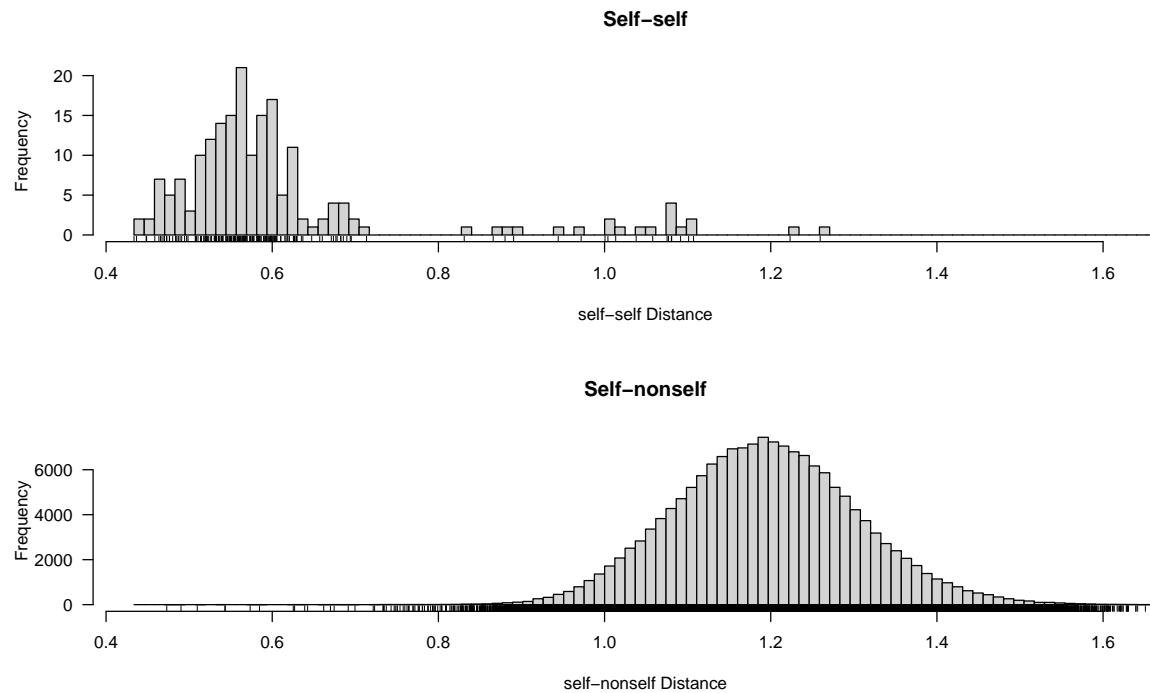 Self−self
Frequency
20
15
10
5
0
0.4 0.6 0.8 1.0 1.2 1.4 1.6
self−self Distance
Self−nonself
Frequency
6000
4000
2000
0
0.4 0.6 0.8 1.0 1.2 1.4 1.6
self−nonself Distance